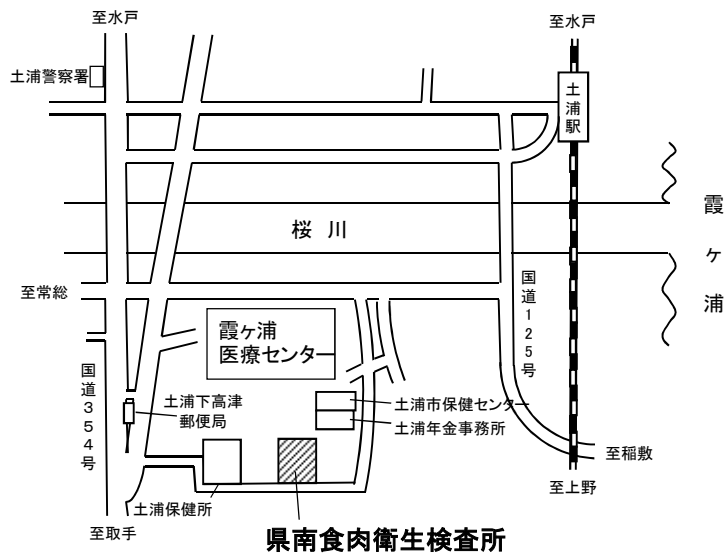 至水戸
至水戸
土浦警察署
土浦駅
霞ヶ浦
桜 川
至常総
国道125号
霞ヶ浦
医療センター
国道354号
土浦下高津
郵便局
土浦市保健センター
土浦年金事務所
至稲敷
至上野
土浦保健所
至取手
県南食肉衛生検査所